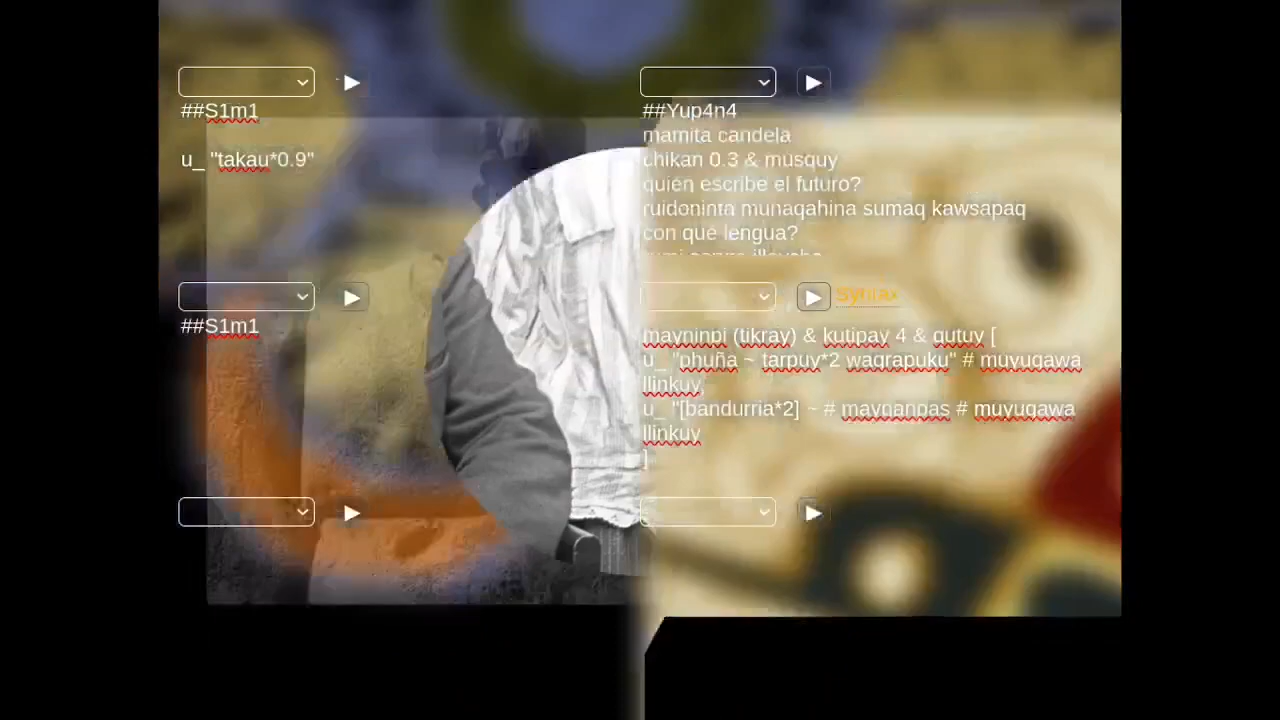 ##S1m1
u_ "takau*0.9"
##Yup4n4
mamita candela
chikan 0.3 & musquy
quién escribe el futuro?
ruidoninta munaqahina sumaq kawsapaq
con qué lengua?
##S1m1
Syntax
mayninpi (tikray) & kutipay 4 & qutuy [
u_ "phuña ~ tarpuy*2 waqrapuku" # muyuqawa
llinkuy,
u_ "[bandurria*2] ~ # mayqanpas # muyuqawa
llinkuy
]